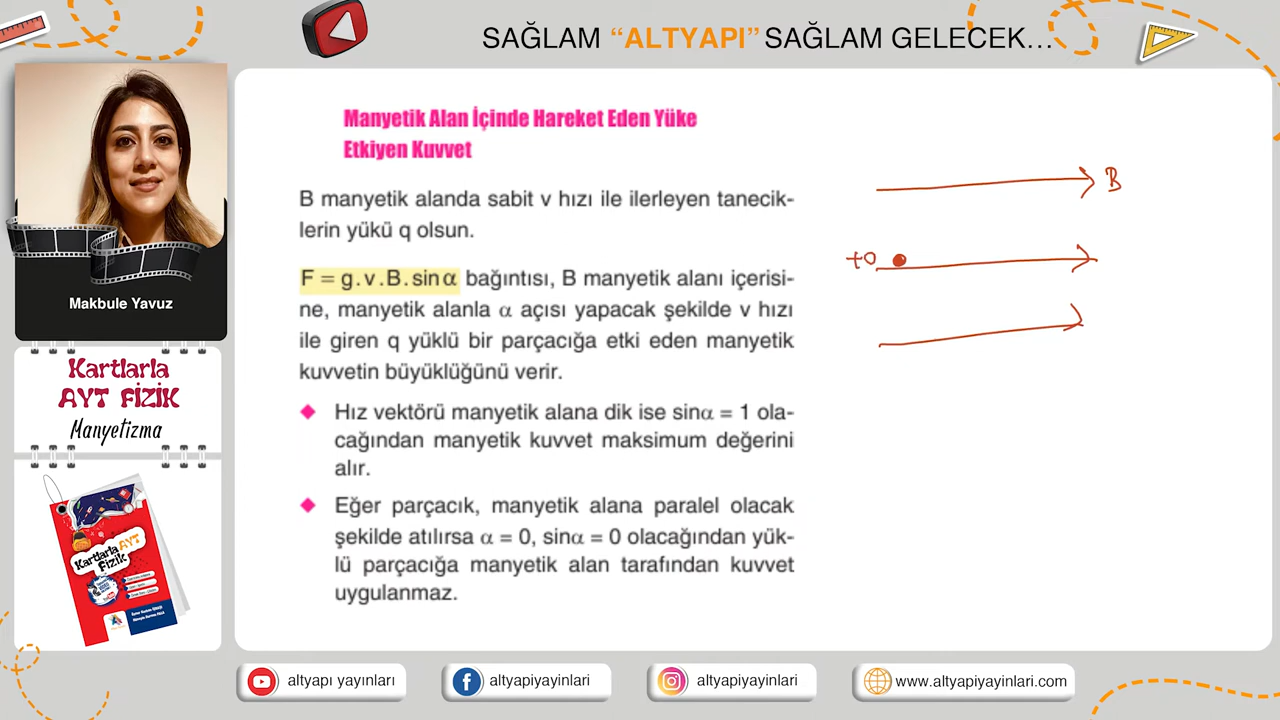 SAĞLAM “ALTYAPI” SAĞLAM GELECEK...
Makbule Yavuz
Kartlarla
AYT FİZİK
Manyetizma
Kartlarla AYT
Fizik
Manyetik Alan İçinde Hareket Eden Yüke
Etkiyen Kuvvet
B manyetik alanda sabit v hızı ile ilerleyen tanecik-
lerin yükü q olsun.
F = g.v.B.sinα bağıntısı, B manyetik alanı içerisi-
ne, manyetik alanla α açısı yapacak şekilde v hızı
ile giren q yüklü bir parçacığa etki eden manyetik
kuvvetin büyüklüğünü verir.
Hız vektörü manyetik alana dik ise sinα = 1 ola-
cağından manyetik kuvvet maksimum değerini
alır.
Eğer parçacık, manyetik alana paralel olacak
şekilde atılırsa α = 0, sinα = 0 olacağından yük-
lü parçacığa manyetik alan tarafından kuvvet
uygulanmaz.
B
altyapı yayınları
altyapiyayinlari
altyapiyayinlari
www.altyapiyayinlari.com